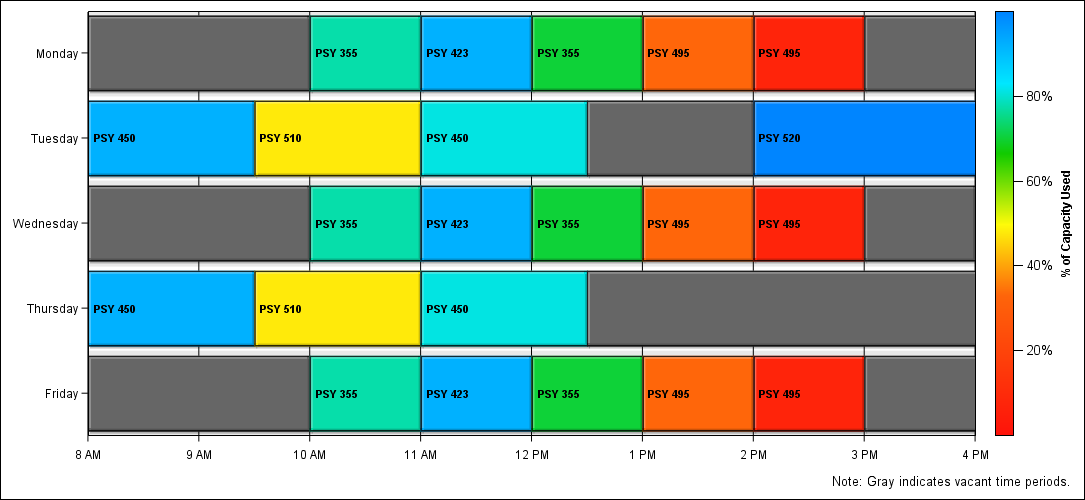 Monday
PSY 355
PSY 423
PSY 355
PSY 495
PSY 495
Tuesday
PSY 450
PSY 510
PSY 450
PSY 520
Wednesday
PSY 355
PSY 423
PSY 355
PSY 495
PSY 495
Thursday
PSY 450
PSY 510
PSY 450
Friday
PSY 355
PSY 423
PSY 355
PSY 495
PSY 495
8 AM
9 AM
10 AM
11 AM
12 PM
1 PM
2 PM
3 PM
4 PM
80%
60%
40%
20%
% of Capacity Used
Note: Gray indicates vacant time periods.